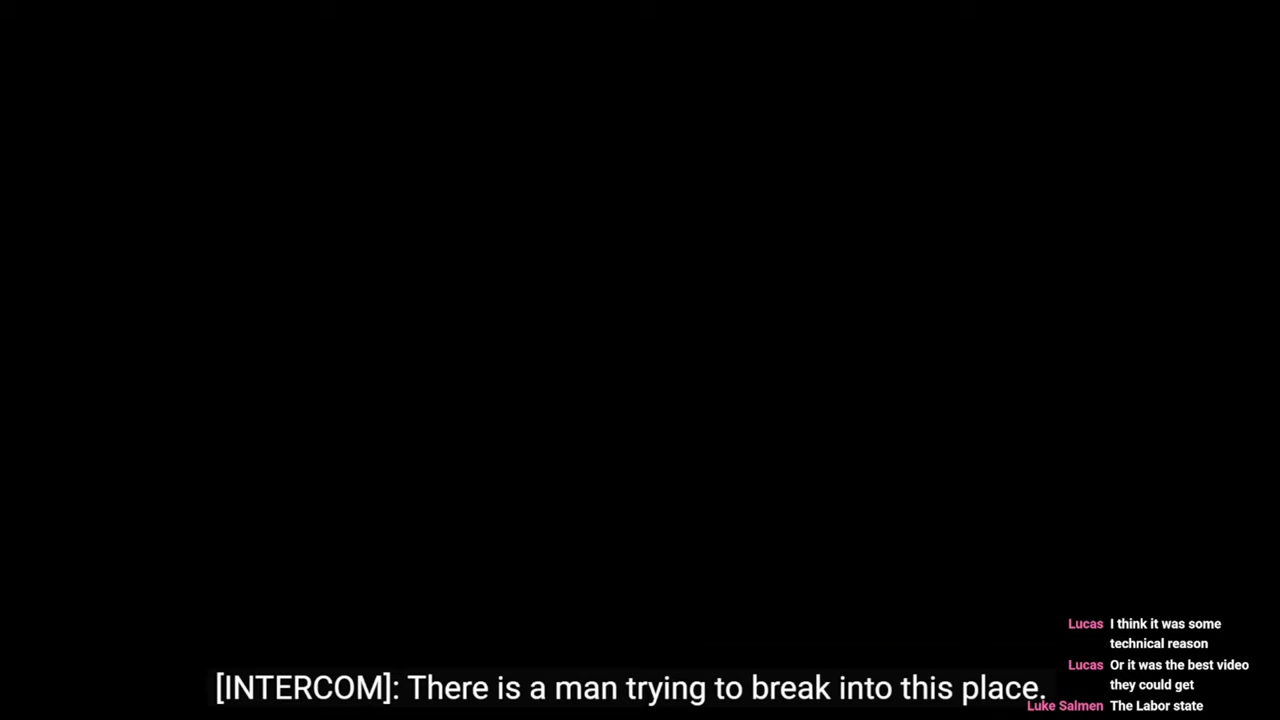 Lucas I think it was some
technical reason
Lucas Or it was the best video
they could get
[INTERCOM]: There is a man trying to break into this place.
Luke Salmen The Labor state